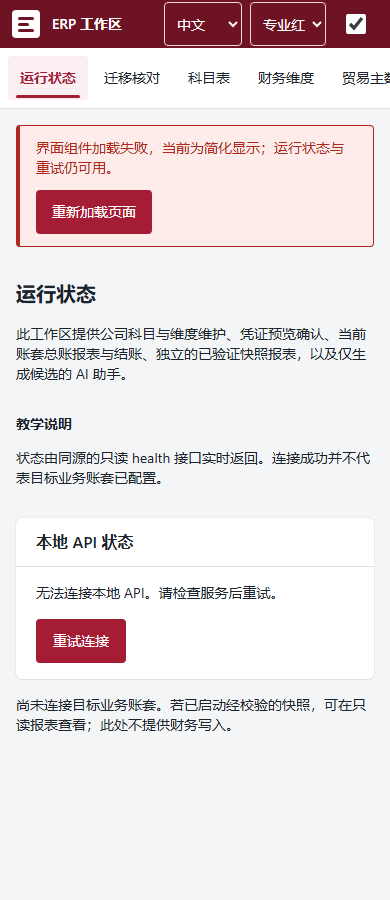 ERP 工作区
中文
专业红
运行状态
迁移核对
科目表
财务维度
贸易主数
界面组件加载失败，当前为简化显示；运行状态与
重试仍可用。
重新加载页面
运行状态
此工作区提供公司科目与维度维护、凭证预览确认、当前
账套总账报表与结账、独立的已验证快照报表，以及仅生
成候选的 AI 助手。
教学说明
状态由同源的只读 health 接口实时返回。连接成功并不代
表目标业务账套已配置。
本地 API 状态
无法连接本地 API。请检查服务后重试。
重试连接
尚未连接目标业务账套。若已启动经校验的快照，可在只
读报表查看；此处不提供财务写入。